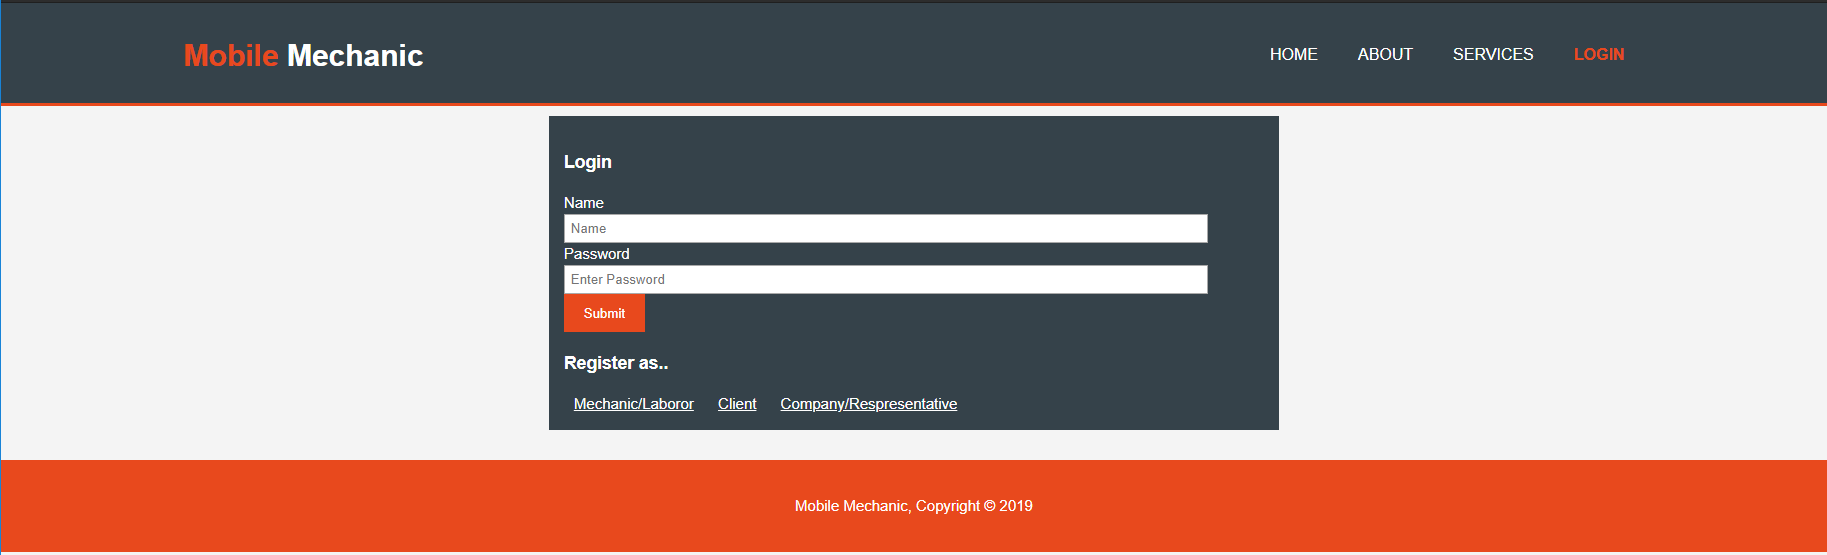 Mobile Mechanic
HOME ABOUT SERVICES LOGIN
Login
Name
Name
Password
Enter Password
Submit
Register as..
Mechanic/Laboror Client Company/Respresentative
Mobile Mechanic, Copyright © 2019